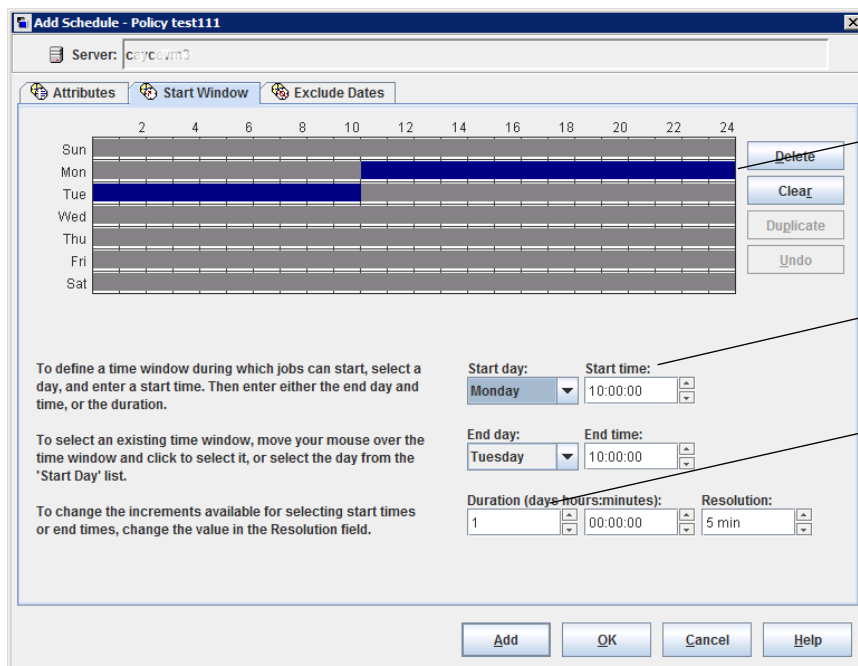 Add Schedule - Policy test111
Server:
Attributes Start Window Exclude Dates
2 4 6 8 10 12 14 16 18 20 22 24
Sun
Mon
Tue
Wed
Thu
Fri
Sat
Delete
Clear
Duplicate
Undo
To define a time window during which jobs can start, select a
day, and enter a start time. Then enter either the end day and
time, or the duration.
To select an existing time window, move your mouse over the
time window and click to select it, or select the day from the
'Start Day' list.
To change the increments available for selecting start times
or end times, change the value in the Resolution field.
Start day: Start time:
Monday 10:00:00
End day: End time:
Tuesday 10:00:00
Duration (days hours:minutes): Resolution:
1 00:00:00 5 min
Add OK Cancel Help